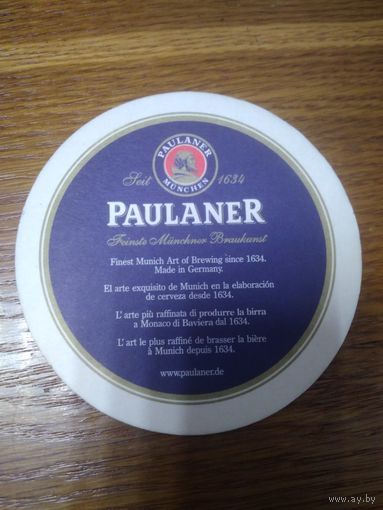 PAULANER
MÜNCHEN
Seit 1634
PAULANER
Feinste Münchner Braukunst
Finest Munich Art of Brewing since 1634.
Made in Germany.
El arte exquisito de Munich en la elaboración
de cerveza desde 1634.
L'arte più raffinata di produrre la birra
a Monaco di Baviera dal 1634.
L'art le plus raffiné de brasser la bière
à Munich depuis 1634.
www.paulaner.de
© www.ay.by